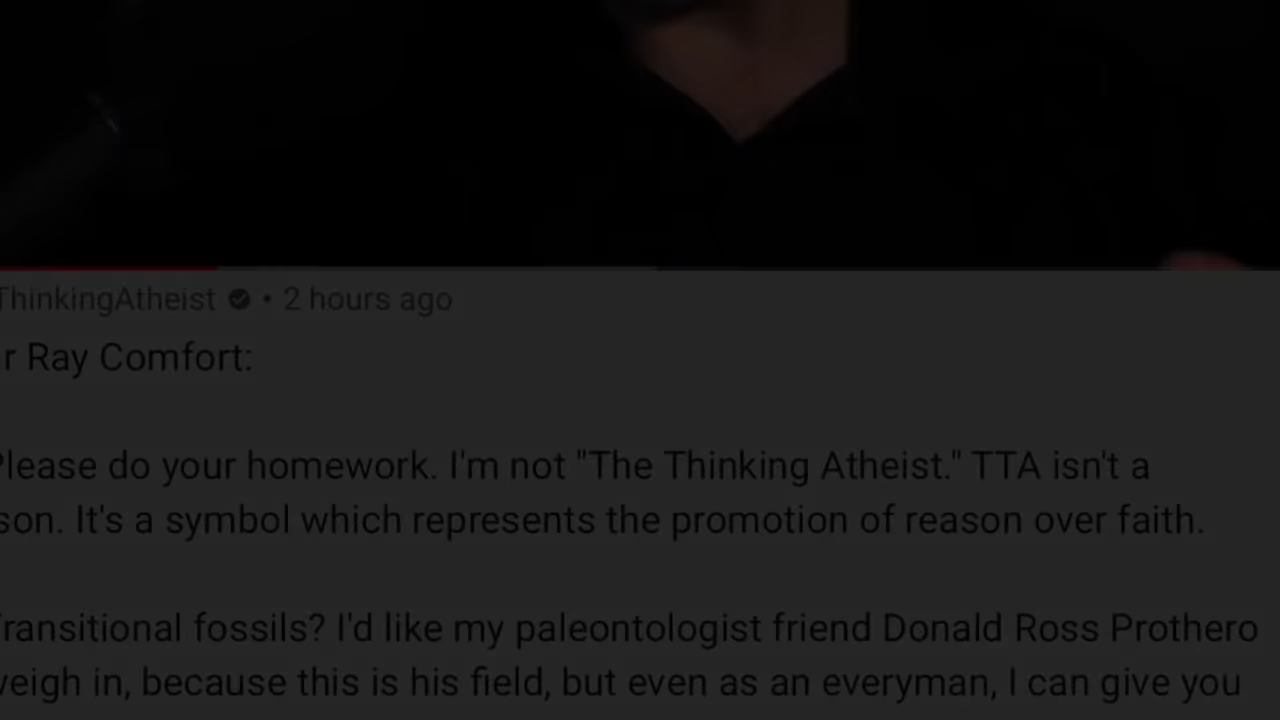 ThinkingAtheist • 2 hours ago
r Ray Comfort:
Please do your homework. I'm not "The Thinking Atheist." TTA isn't a
son. It's a symbol which represents the promotion of reason over faith.
Transitional fossils? I'd like my paleontologist friend Donald Ross Prothero
weigh in, because this is his field, but even as an everyman, I can give you